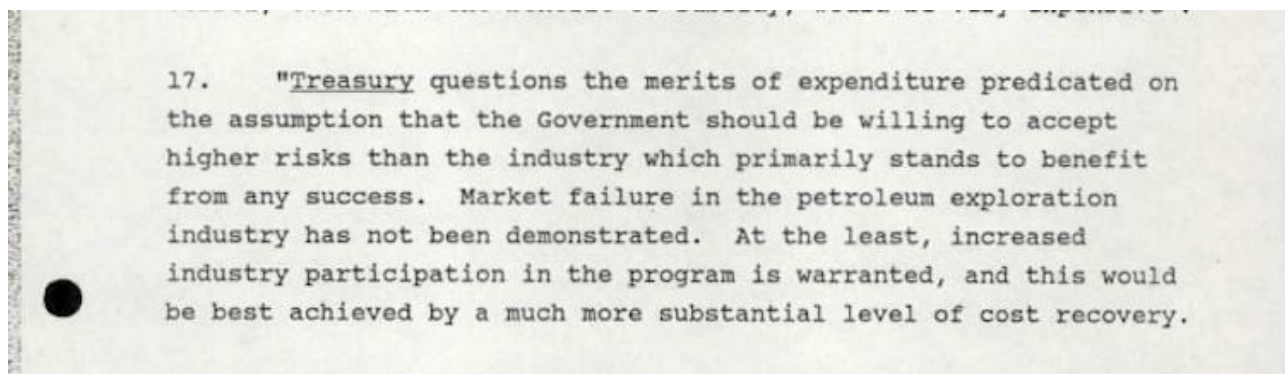 17. "Treasury questions the merits of expenditure predicated on
the assumption that the Government should be willing to accept
higher risks than the industry which primarily stands to benefit
from any success. Market failure in the petroleum exploration
industry has not been demonstrated. At the least, increased
industry participation in the program is warranted, and this would
be best achieved by a much more substantial level of cost recovery.